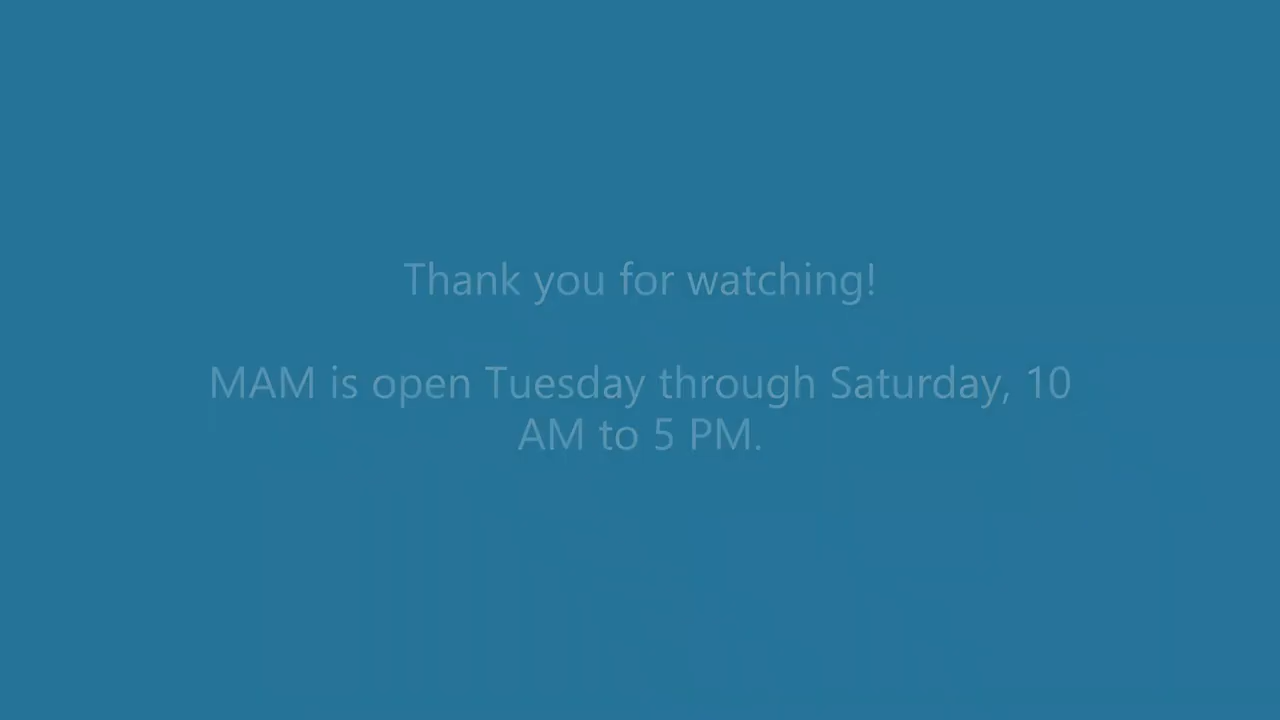 Thank you for watching!
MAM is open Tuesday through Saturday, 10
AM to 5 PM.